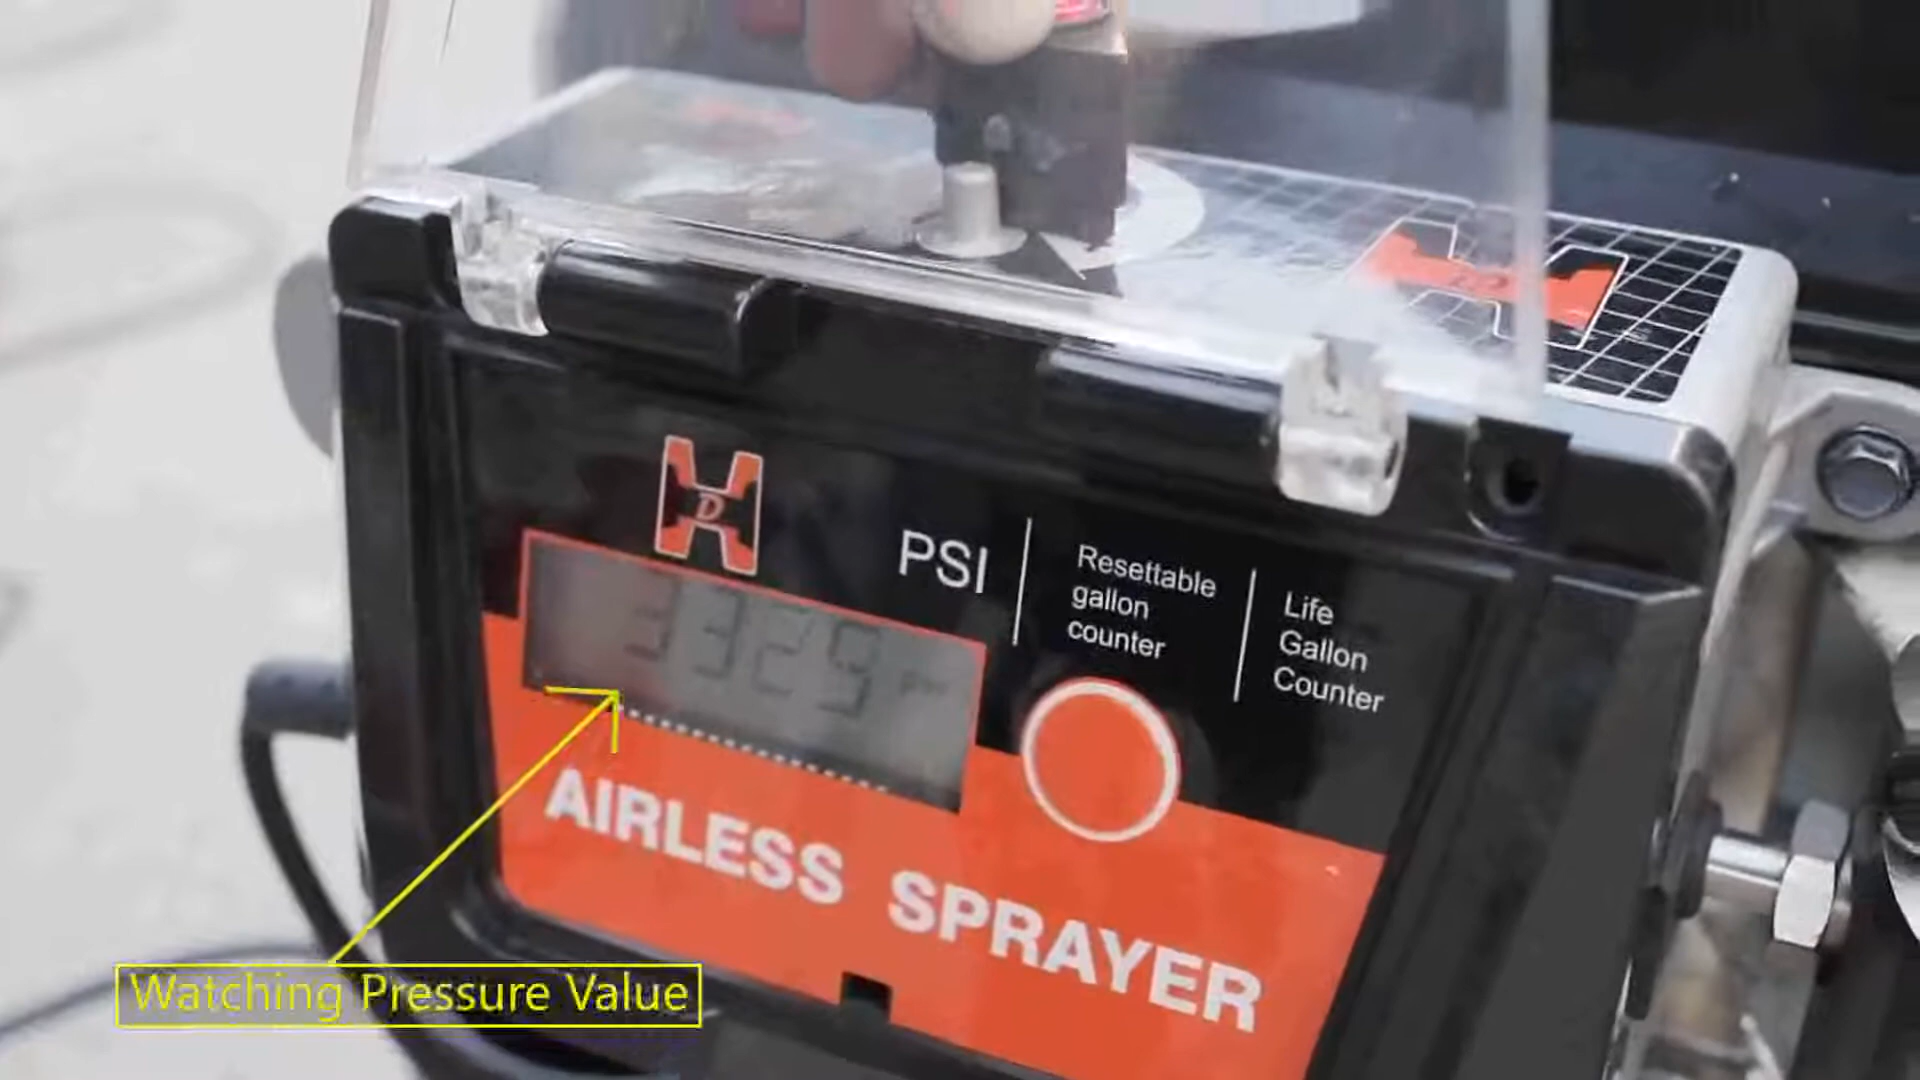 D
PSI
Resettable
gallon
counter
Life
Gallon
Counter
3329
AIRLESS SPRAYER
Watching Pressure Value